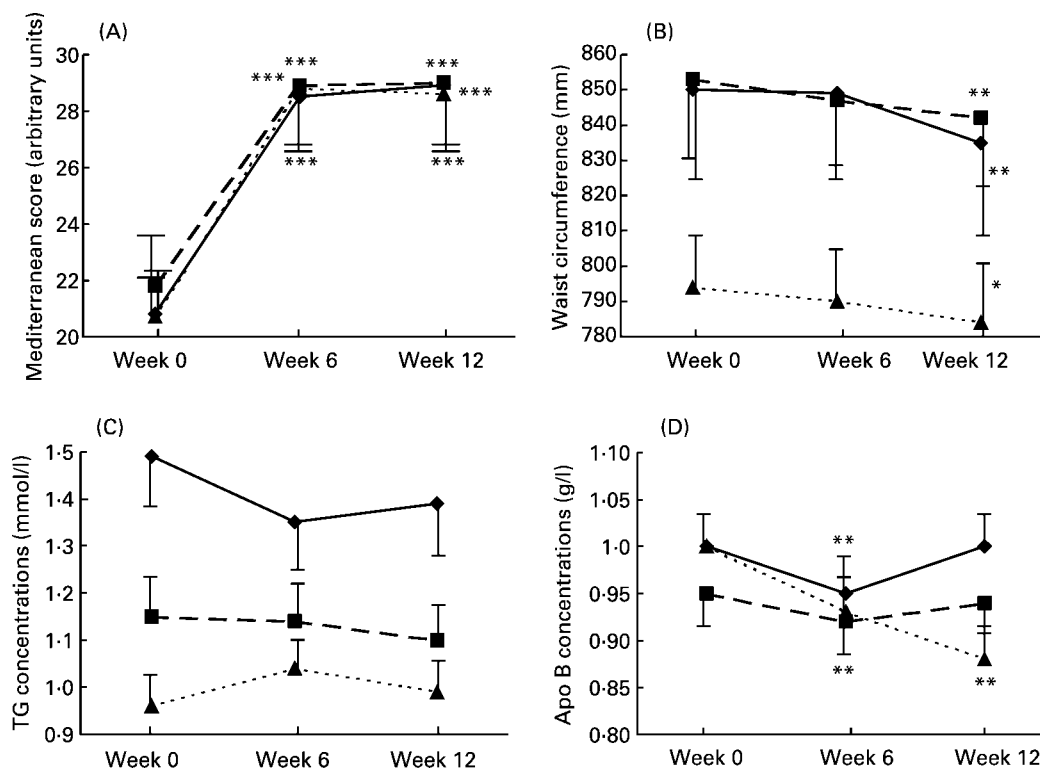 (A)
Mediterranean score (arbitrary units)
30
28
26
24
22
20
***
***
***
***
***
***
Week 0
Week 6
Week 12
(B)
Waist circumference (mm)
860
850
840
830
820
810
800
790
780
**
**
*
Week 0
Week 6
Week 12
(C)
TG concentrations (mmol/l)
1·5
1·4
1·3
1·2
1·1
1·0
0·9
Week 0
Week 6
Week 12
(D)
Apo B concentrations (g/l)
1·10
1·05
1·0
0·95
0·90
0·85
0·80
**
**
**
Week 0
Week 6
Week 12